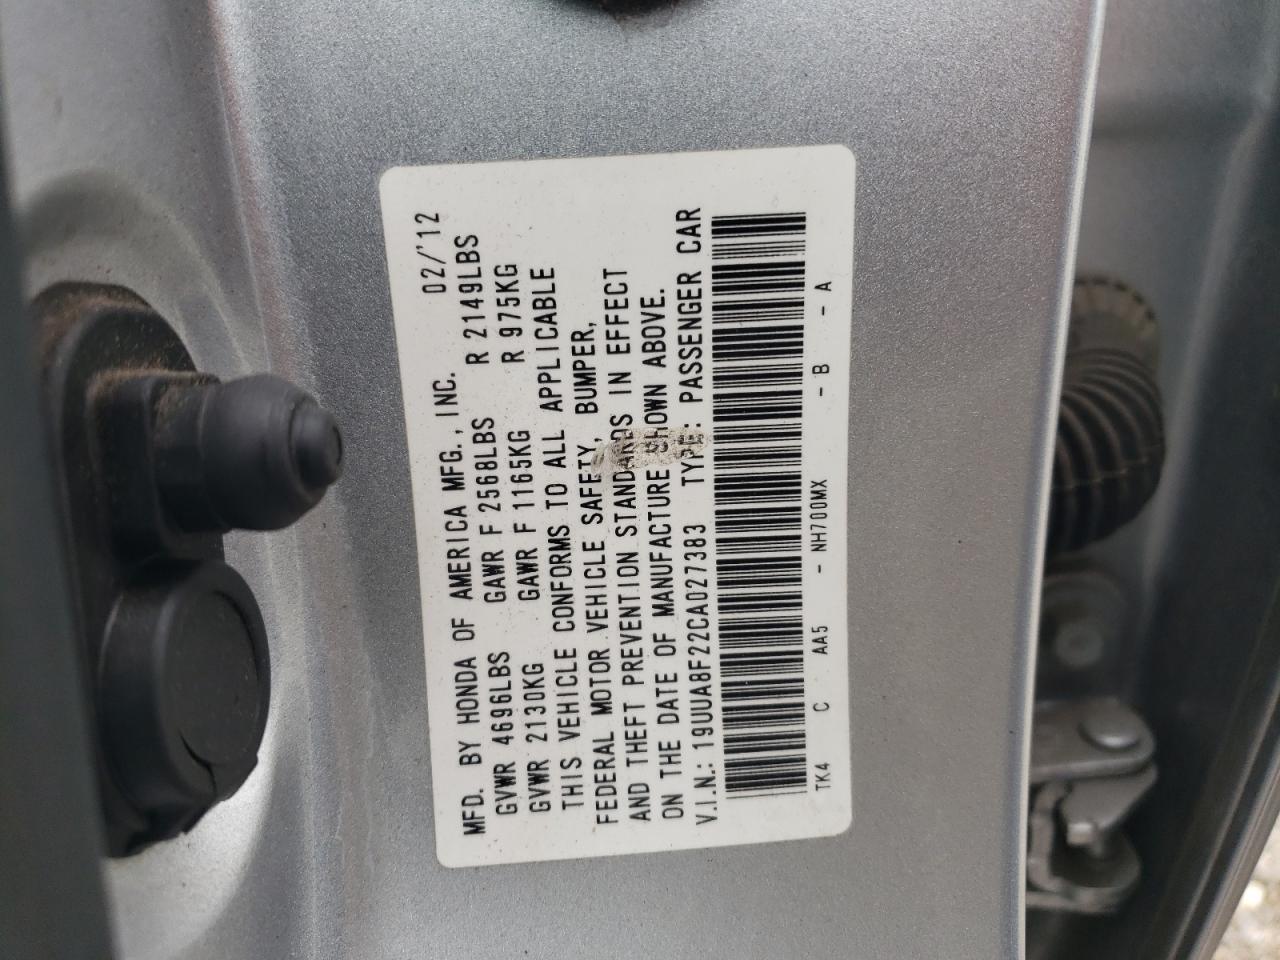 MFD. BY HONDA OF AMERICA MFG., INC. 02/'12
GVWR 4696LBS GAWR F 2568LBS R 2149LBS
GVWR 2130KG GAWR F 1165KG R 975KG
THIS VEHICLE CONFORMS TO ALL APPLICABLE
FEDERAL MOTOR VEHICLE SAFETY, BUMPER,
AND THEFT PREVENTION STANDARDS IN EFFECT
ON THE DATE OF MANUFACTURE SHOWN ABOVE.
V.I.N.: 19UUA8F22CA027383 TYPE: PASSENGER CAR
TK4 C AA5 - NH700MX - B - A